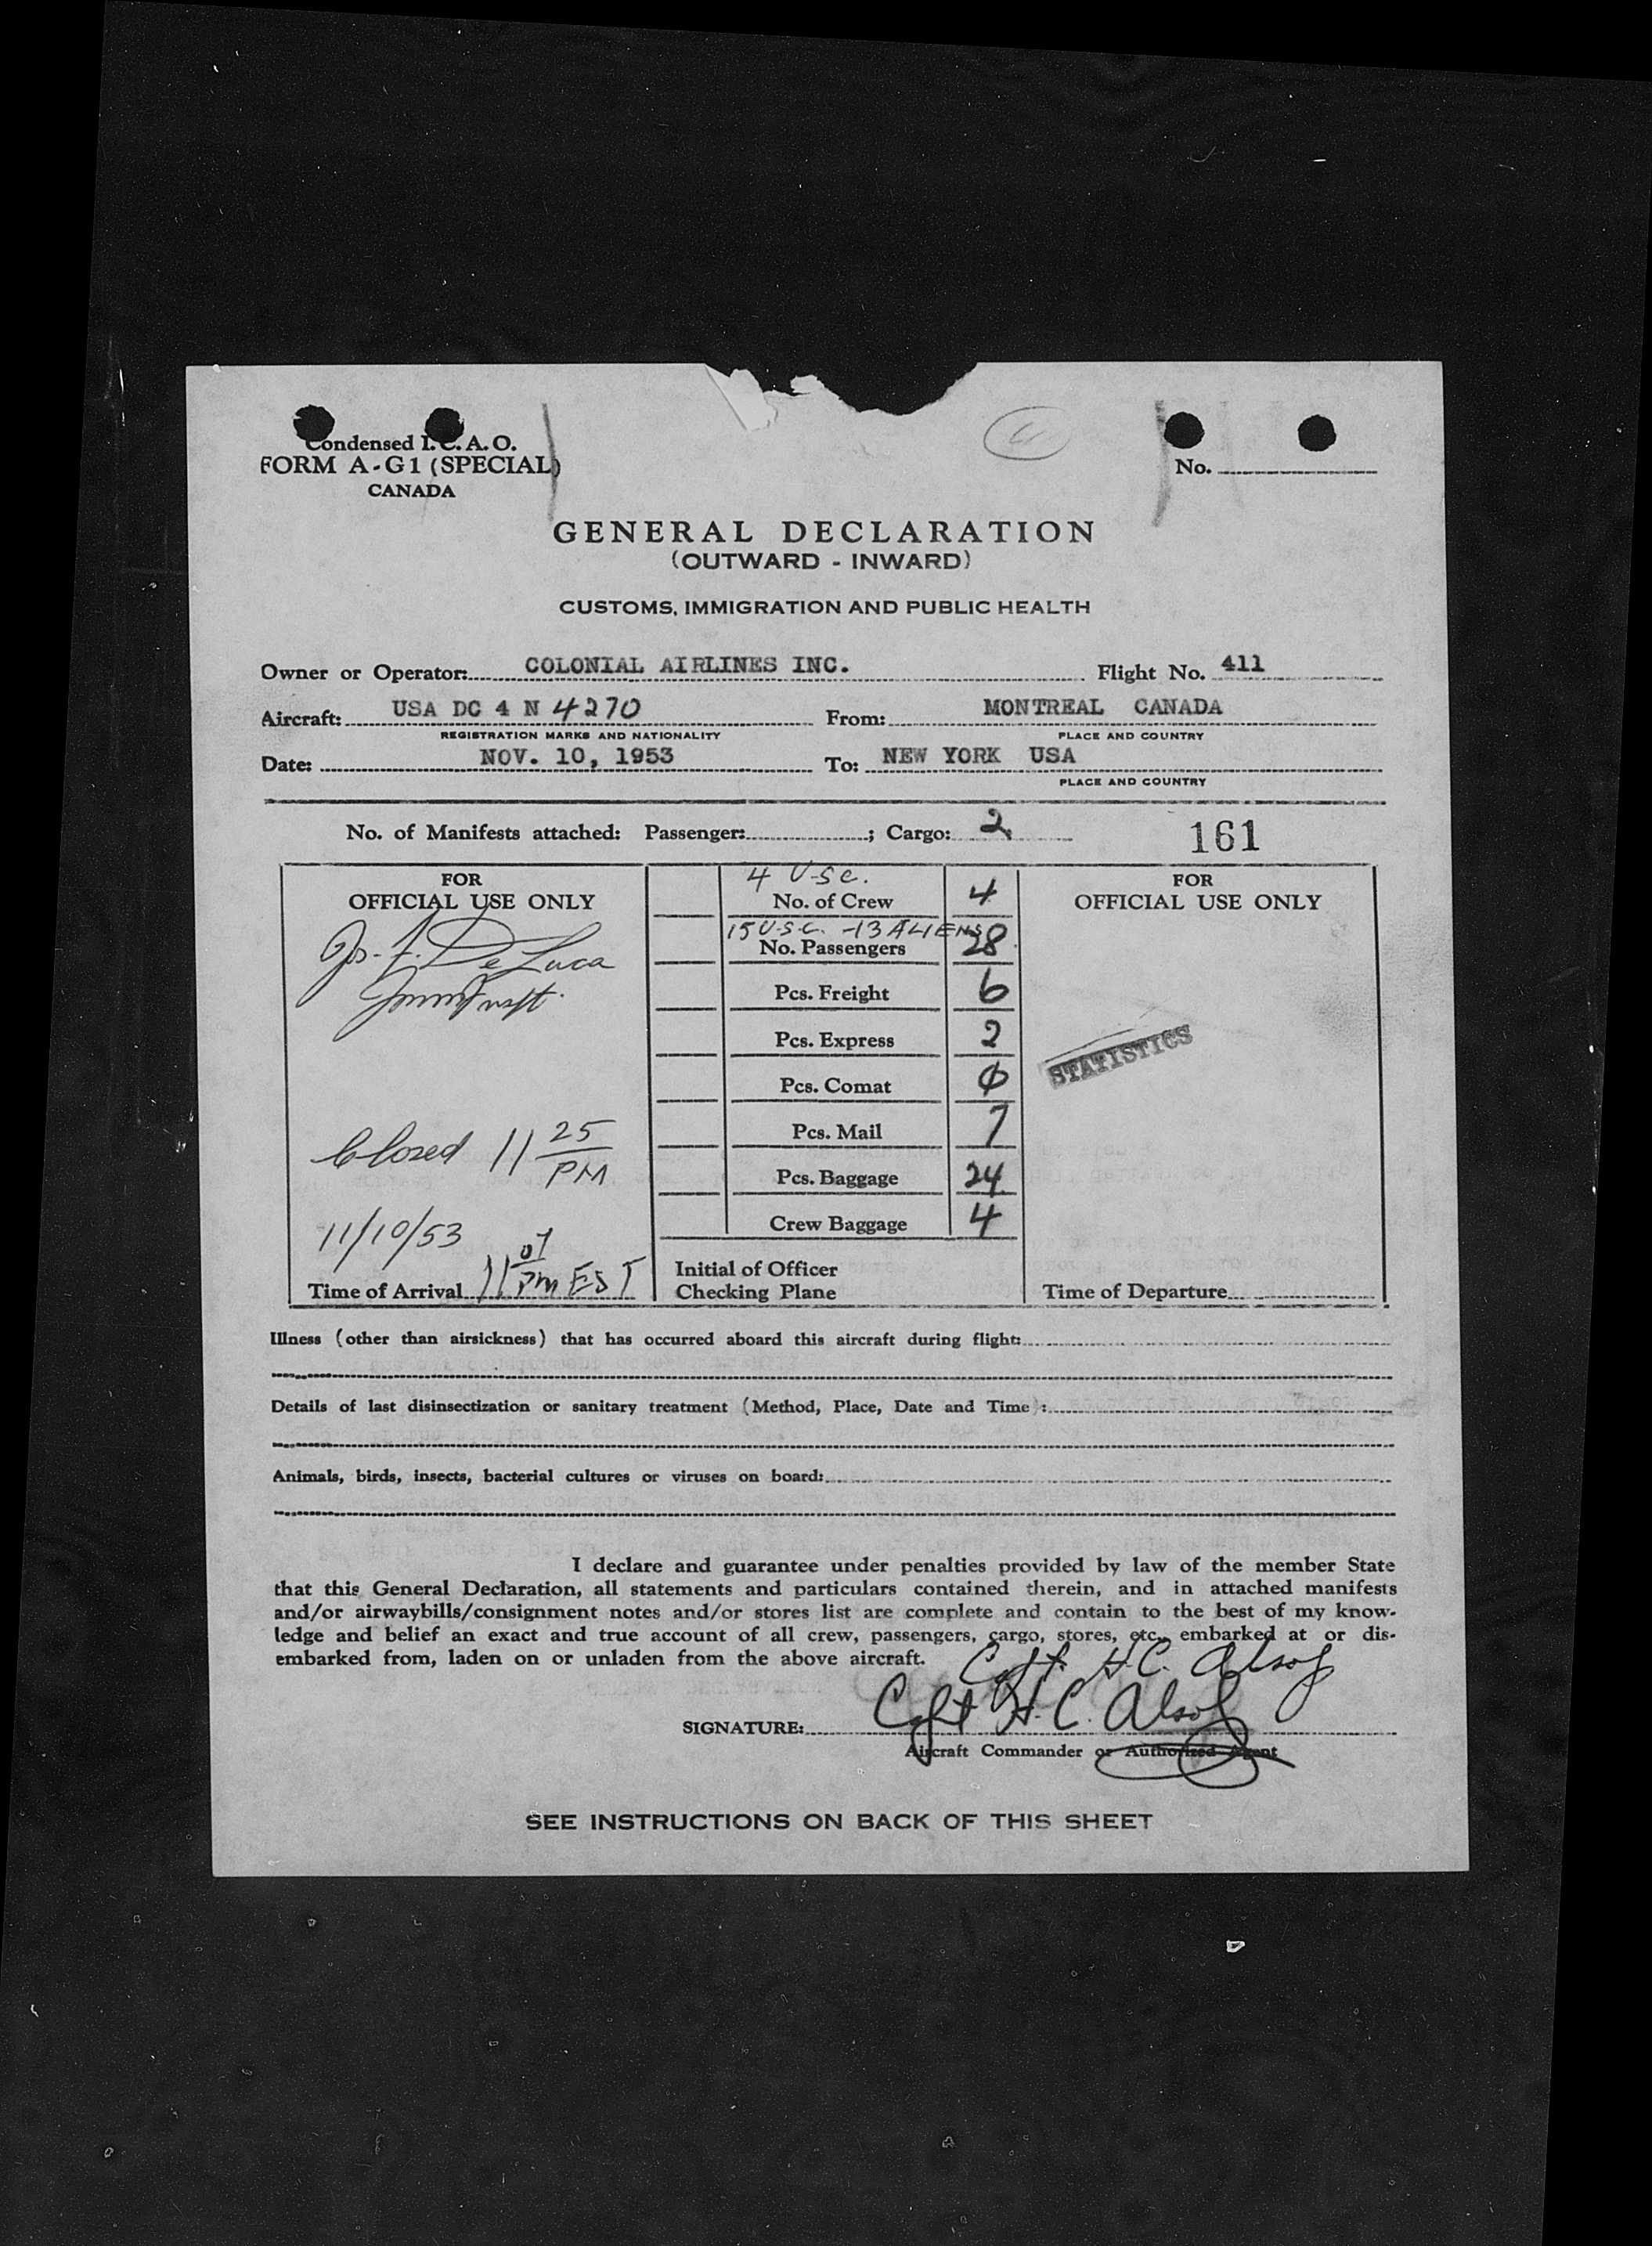 Condensed I.C.A.O.
FORM A-G1 (SPECIAL)
CANADA
No.
GENERAL DECLARATION
(OUTWARD - INWARD)
CUSTOMS, IMMIGRATION AND PUBLIC HEALTH
Owner or Operator: COLONIAL AIRLINES INC. Flight No. 411
Aircraft: USA DC 4 N 4270 From: MONTREAL CANADA
REGISTRATION MARKS AND NATIONALITY PLACE AND COUNTRY
Date: NOV. 10, 1953 To: NEW YORK USA
PLACE AND COUNTRY
No. of Manifests attached: Passenger: ; Cargo: 2 161
FOR
OFFICIAL USE ONLY
Jos. F. De Luca
Closed 11 25 PM
11/10/53
Time of Arrival 11 07 PM EST
4 U.S.C.
No. of Crew 4
15 U.S.C. - 13 ALIENS
No. Passengers 28
Pcs. Freight 6
Pcs. Express 2
Pcs. Comat 0
Pcs. Mail 7
Pcs. Baggage 24
Crew Baggage 4
Initial of Officer
Checking Plane
FOR
OFFICIAL USE ONLY
STATISTICS
Time of Departure
Illness (other than airsickness) that has occurred aboard this aircraft during flight:
Details of last disinsectization or sanitary treatment (Method, Place, Date and Time):
Animals, birds, insects, bacterial cultures or viruses on board:
I declare and guarantee under penalties provided by law of the member State
that this General Declaration, all statements and particulars contained therein, and in attached manifests
and/or airwaybills/consignment notes and/or stores list are complete and contain to the best of my know-
ledge and belief an exact and true account of all crew, passengers, cargo, stores, etc., embarked at or dis-
embarked from, laden on or unladen from the above aircraft.
Capt. H.C. Alsop
SIGNATURE: Capt H.C. Alsop
Aircraft Commander or Authorized Agent
SEE INSTRUCTIONS ON BACK OF THIS SHEET